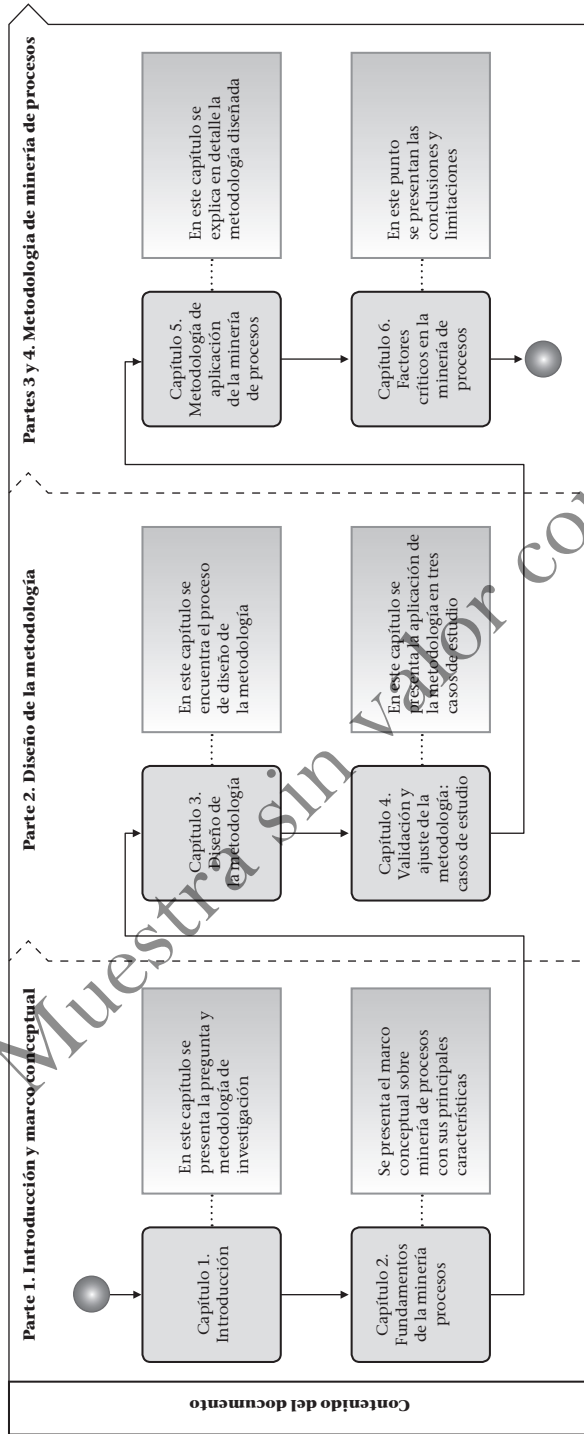 Contenido del documento
Parte 1. Introducción y marco conceptual
Capítulo 1.
Introducción
En este capítulo se
presenta la pregunta y
metodología de
investigación
Capítulo 2.
Fundamentos
de la minería
procesos
Se presenta el marco
conceptual sobre
minería de procesos
con sus principales
características
Parte 2. Diseño de la metodología
Capítulo 3.
Diseño de
la metodología
En este capítulo se
encuentra el proceso
de diseño de
la metodología
Capítulo 4.
Validación y
ajuste de la
metodología:
casos de estudio
En este capítulo se
presenta la aplicación de
la metodología en tres
casos de estudio
Partes 3 y 4. Metodologia de minería de procesos
Capítulo 5.
Metodología de
aplicación
de la minería
de procesos
En este capítulo se
explica en detalle la
metodología diseñada
Capítulo 6.
Factores
críticos en la
minería de
procesos
En este punto
se presentan las
conclusiones y
limitaciones
Muestra sin valor